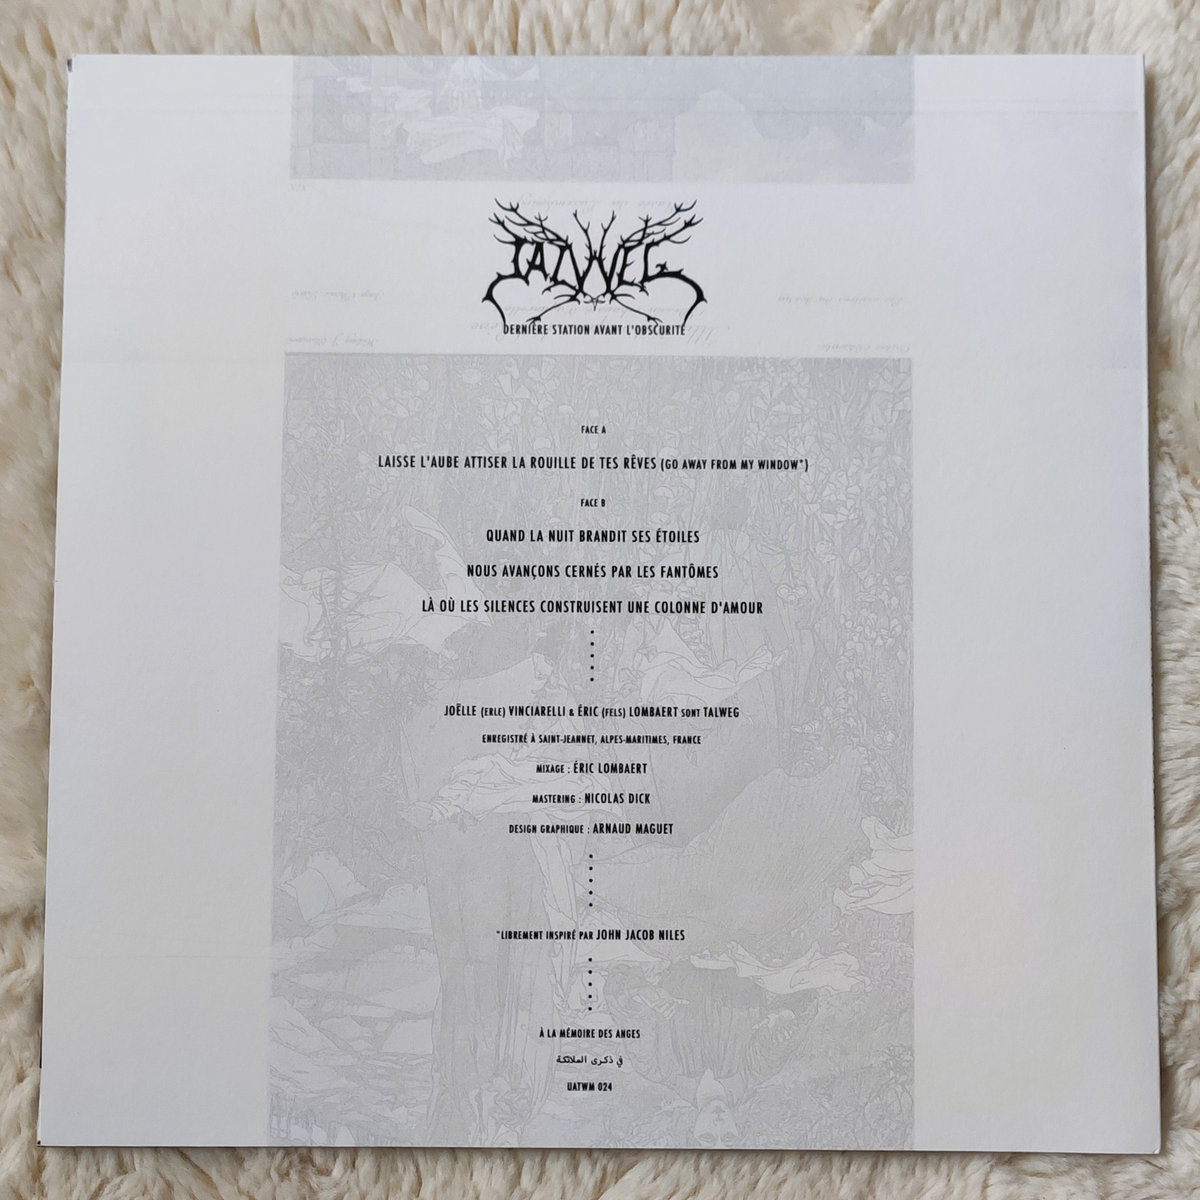 TALWEG
DERNIÈRE STATION AVANT L'OBSCURITÉ
FACE A
LAISSE L'AUBE ATTISER LA ROUILLE DE TES RÊVES (GO AWAY FROM MY WINDOW*)
FACE B
QUAND LA NUIT BRANDIT SES ÉTOILES
NOUS AVANÇONS CERNÉS PAR LES FANTÔMES
LÀ OÙ LES SILENCES CONSTRUISENT UNE COLONNE D'AMOUR
JOËLLE (ERLE) VINCIARELLI & ÉRIC (FELS) LOMBAERT SONT TALWEG
ENREGISTRÉ À SAINT-JEANNET, ALPES-MARITIMES, FRANCE
MIXAGE : ÉRIC LOMBAERT
MASTERING : NICOLAS DICK
DESIGN GRAPHIQUE : ARNAUD MAGUET
*LIBREMENT INSPIRÉ PAR JOHN JACOB NILES
À LA MÉMOIRE DES ANGES
في ذكرى الملائكة
UATWM 024